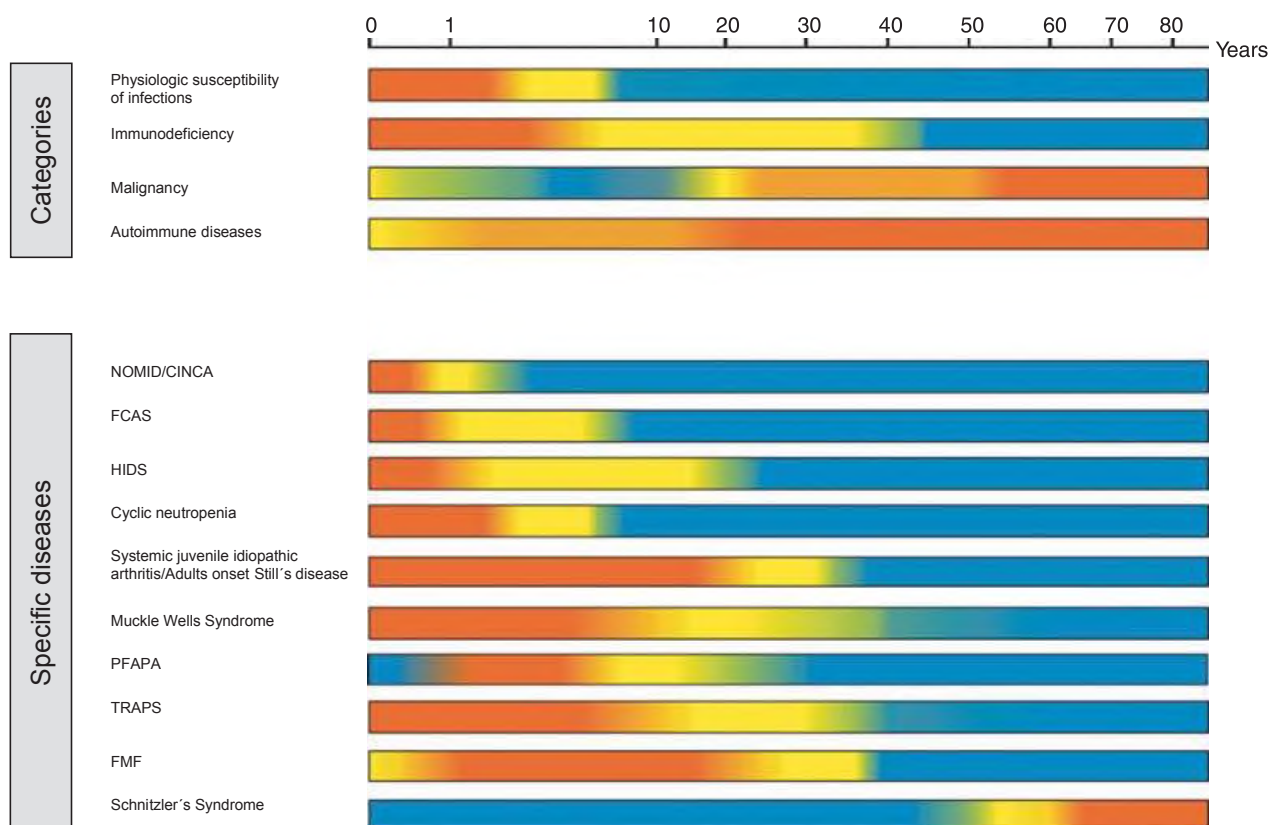 0 1 10 20 30 40 50 60 70 80
Years
Categories
Physiologic susceptibility
of infections
Immunodeficiency
Malignancy
Autoimmune diseases
Specific diseases
NOMID/CINCA
FCAS
HIDS
Cyclic neutropenia
Systemic juvenile idiopathic
arthritis/Adults onset Still´s disease
Muckle Wells Syndrome
PFAPA
TRAPS
FMF
Schnitzler´s Syndrome